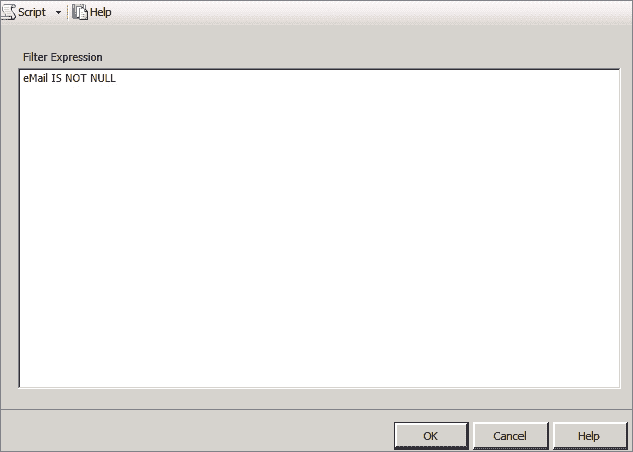 Script Help
Filter Expression
eMail IS NOT NULL
OK Cancel Help